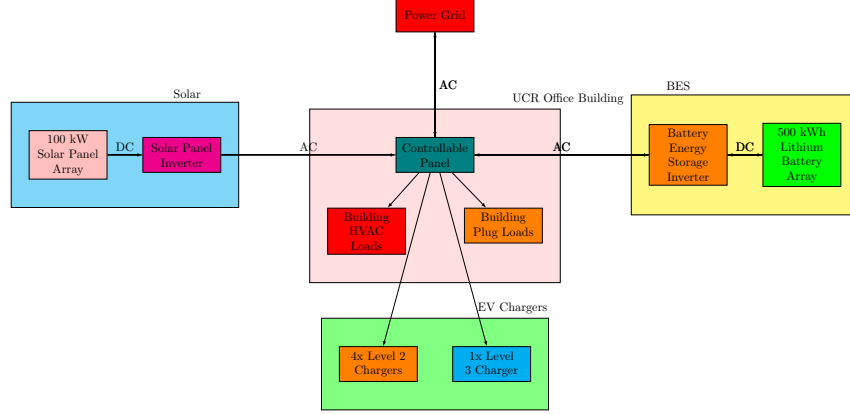 Power Grid
AC
Solar
100 kW
Solar Panel
Array
DC
Solar Panel
Inverter
AC
UCR Office Building
Controllable
Panel
Building
HVAC
Loads
Building
Plug Loads
AC
BES
Battery
Energy
Storage
Inverter
DC
500 kWh
Lithium
Battery
Array
EV Chargers
4x Level 2
Chargers
1x Level
3 Charger